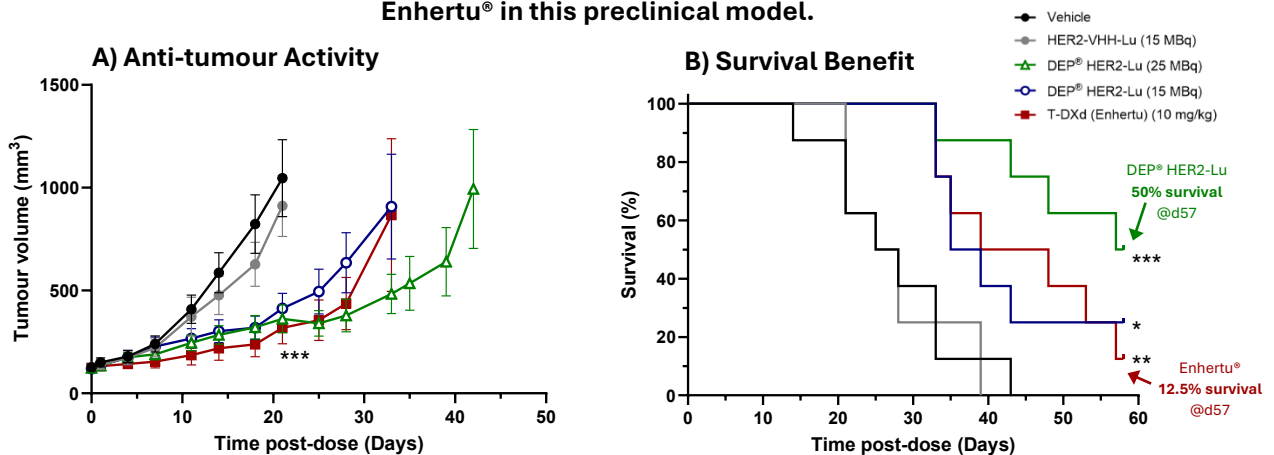 Enhertu® in this preclinical model.
Vehicle
HER2-VHH-Lu (15 MBq)
DEP® HER2-Lu (25 MBq)
DEP® HER2-Lu (15 MBq)
T-DXd (Enhertu) (10 mg/kg)
A) Anti-tumour Activity
1500
1000
500
0
Tumour volume (mm³)
***
0 10 20 30 40 50
Time post-dose (Days)
B) Survival Benefit
100
80
60
40
20
0
Survival (%)
DEP® HER2-Lu
50% survival
@d57
***
*
**
Enhertu®
12.5% survival
@d57
0 10 20 30 40 50 60
Time post-dose (Days)